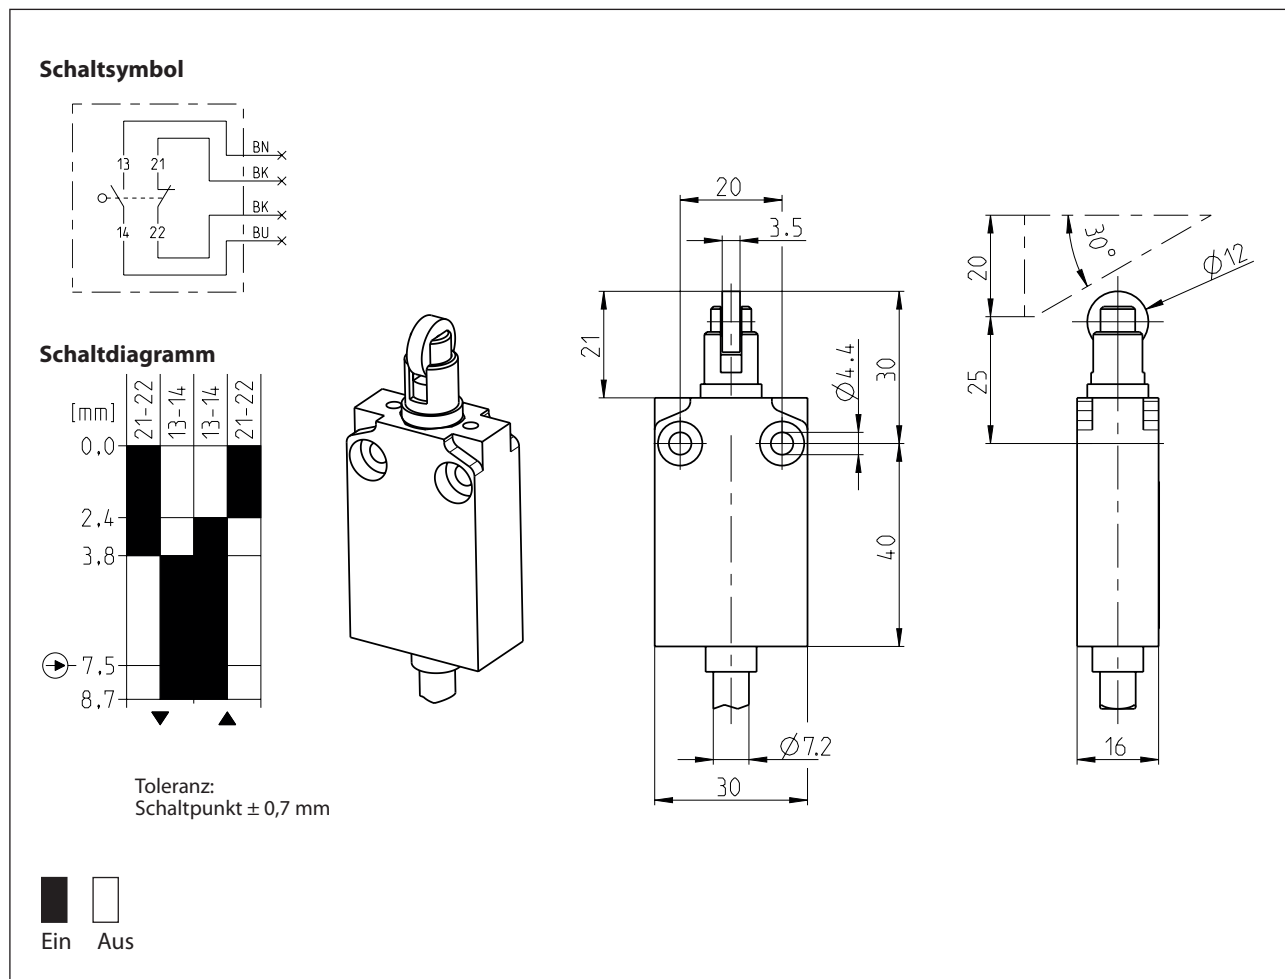 Schaltsymbol
BN
13 21
BK
BK
14 22
BU
Schaltdiagramm
[mm] 21-22 13-14 13-14 21-22
0,0
2,4
3,8
7,5
8,7
Toleranz:
Schaltpunkt ± 0,7 mm
Ein Aus
20
3.5
21
Ø4.4
30
40
Ø7.2
30
20
30°
Ø12
25
16